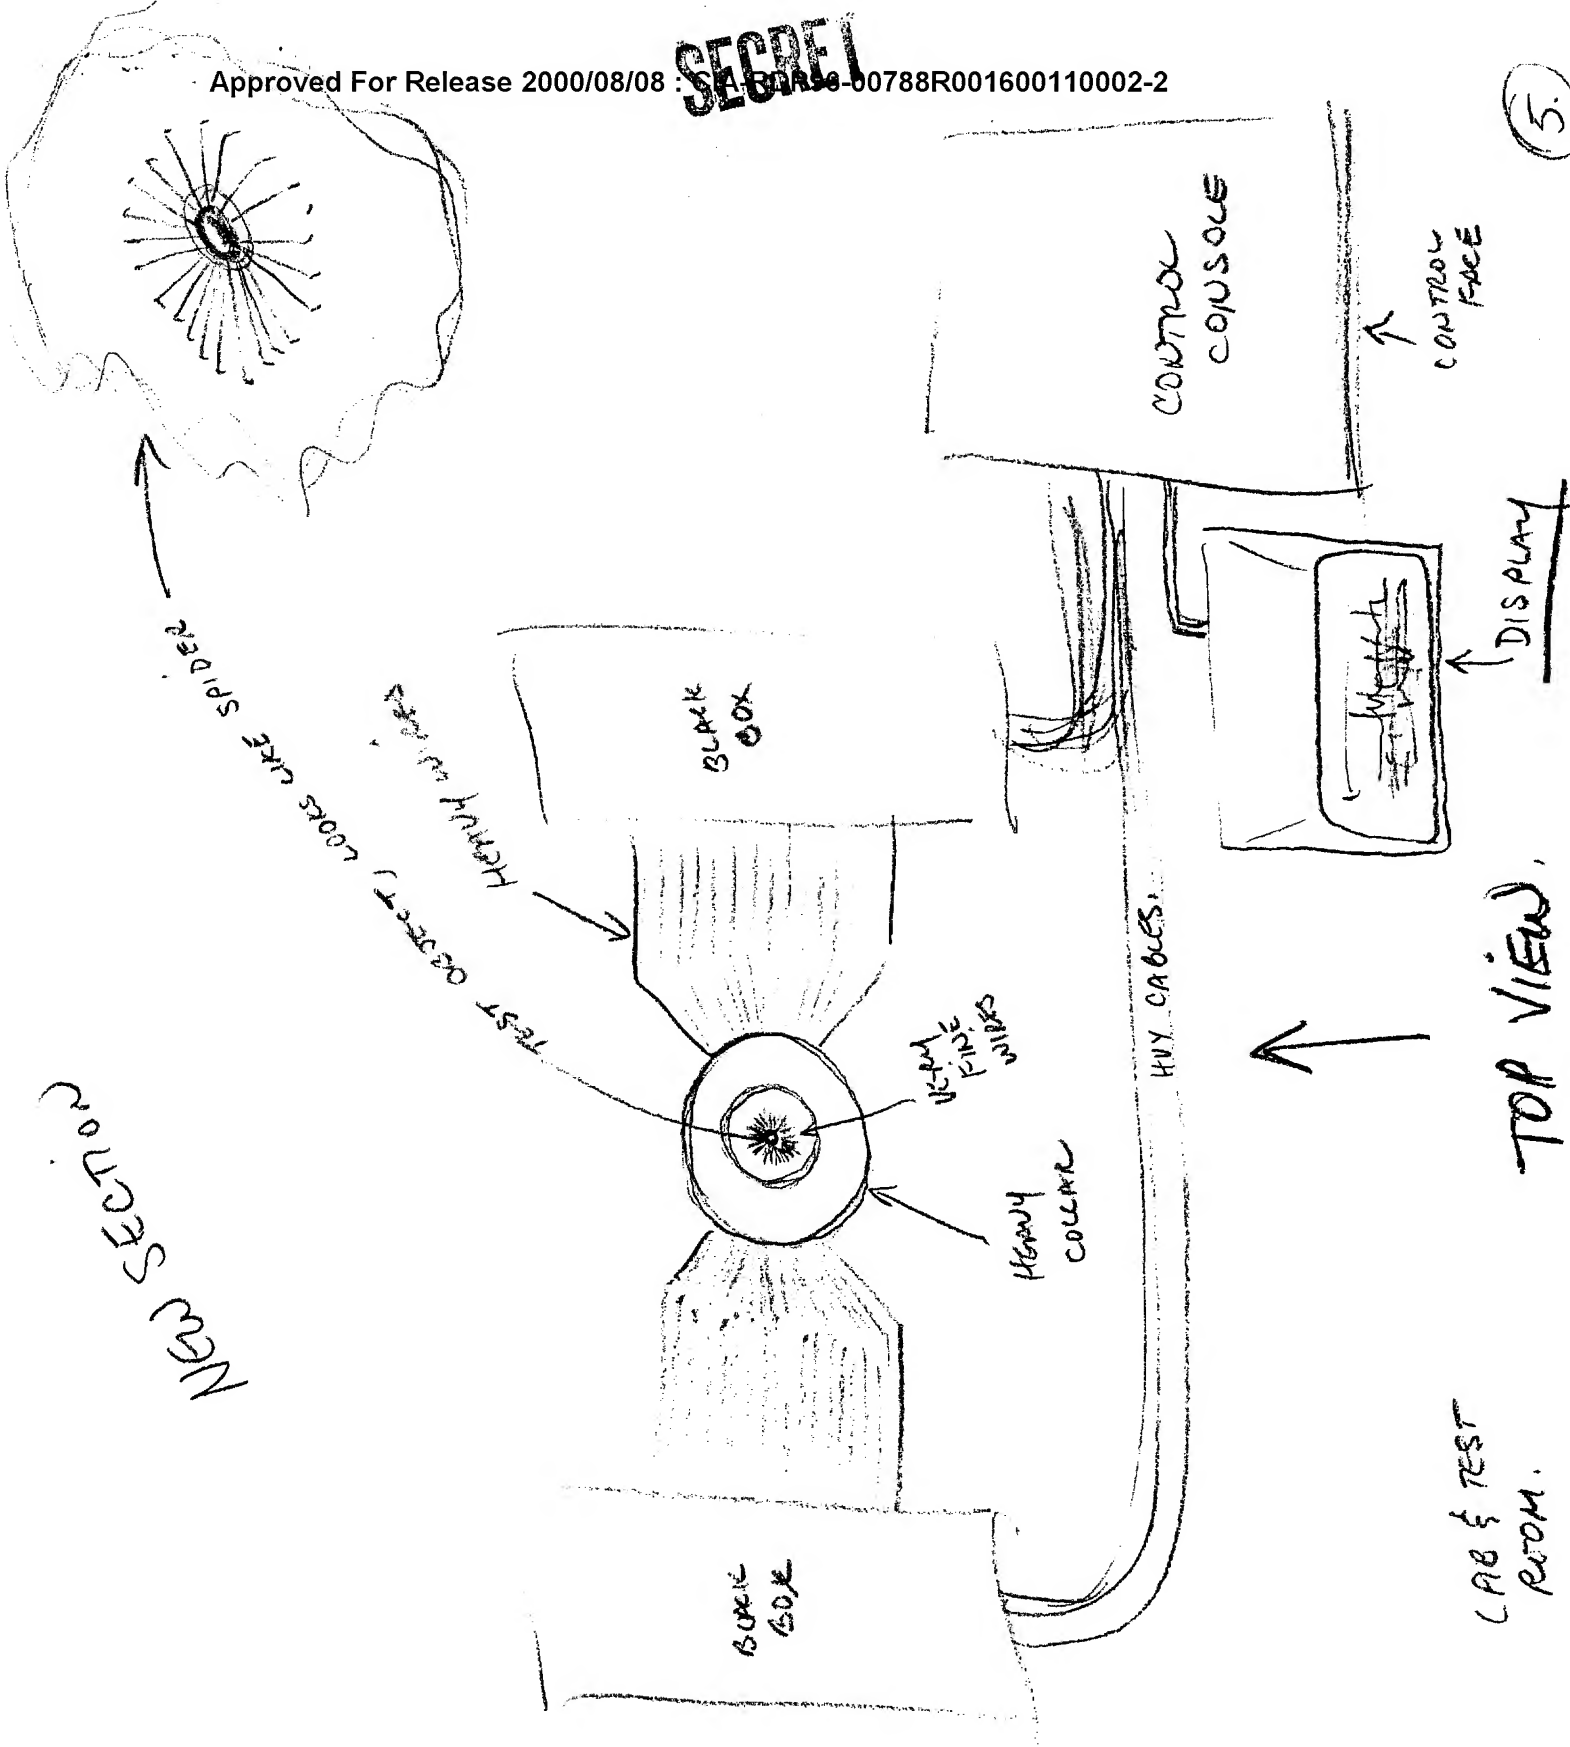 SECRET
Approved For Release 2000/08/08 : CIA-RDP96-00788R001600110002-2
5.
NEW SECTION
TEST OBJECT, LOOKS LIKE SPIDER
HEAVY WIRES
BLACK
BOX
VERY
FINE
WIRES
HEAVY
COLLAR
BLACK
BOX
HVY CABLES.
CONTROL
CONSOLE
CONTROL
FACE
DISPLAY
TOP VIEW.
LAB & TEST
ROOM.